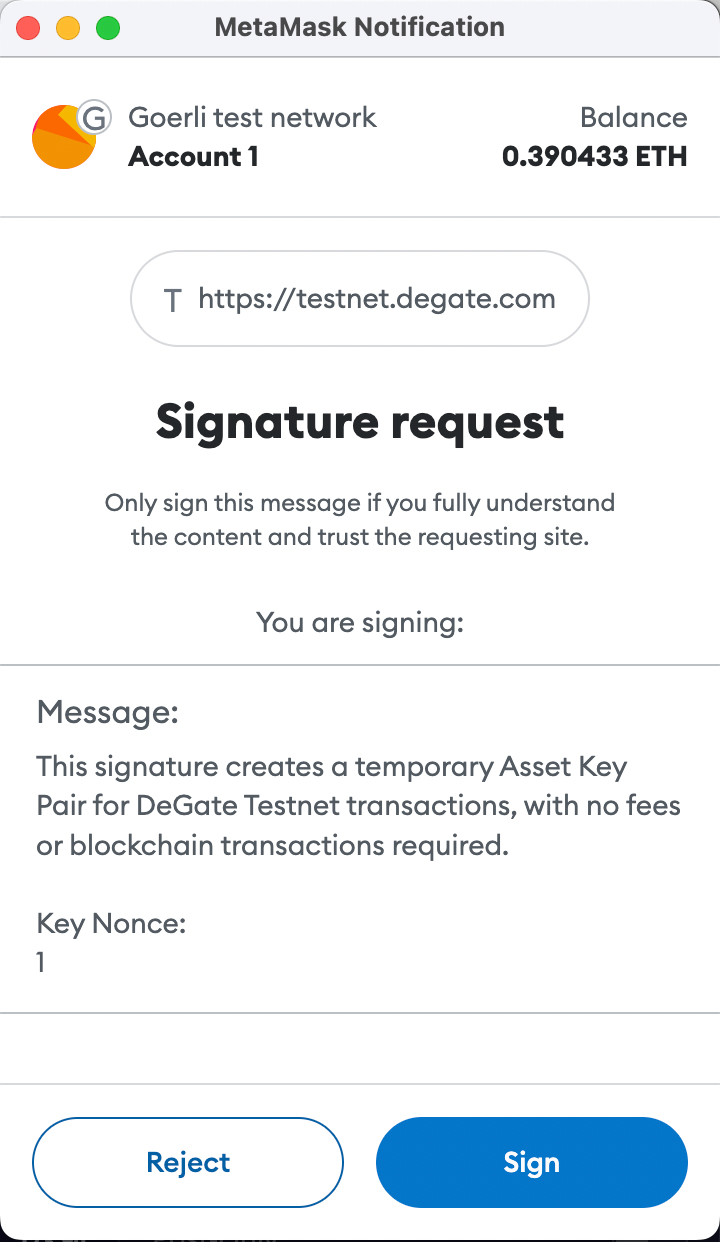 MetaMask Notification
G
Goerli test network
Balance
Account 1
0.390433 ETH
T https://testnet.degate.com
Signature request
Only sign this message if you fully understand
the content and trust the requesting site.
You are signing:
Message:
This signature creates a temporary Asset Key
Pair for DeGate Testnet transactions, with no fees
or blockchain transactions required.
Key Nonce:
1
Reject
Sign